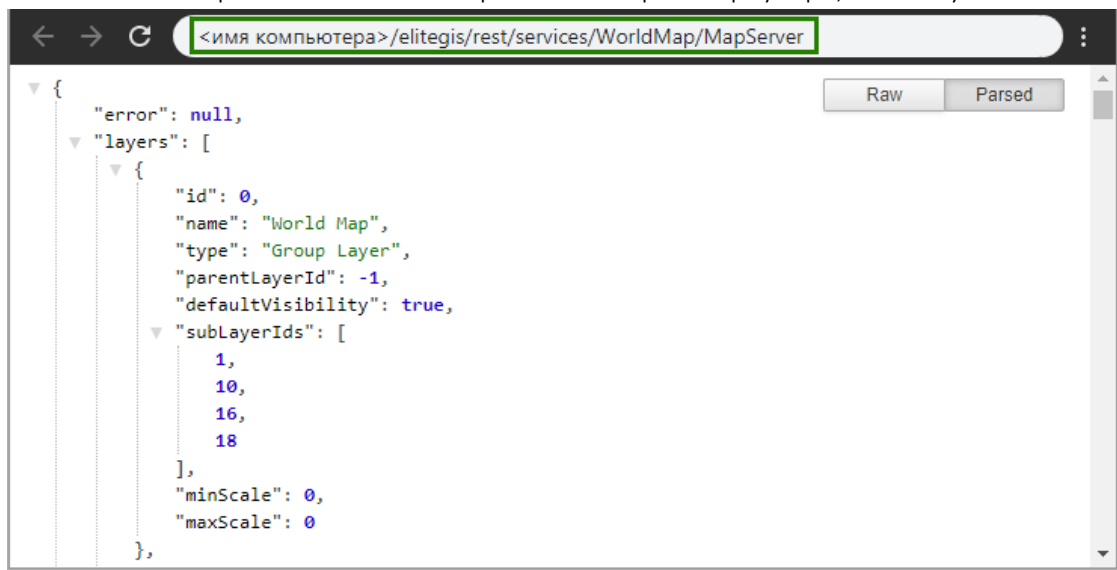 <имя компьютера>/elitegis/rest/services/WorldMap/MapServer
Raw Parsed
{
"error": null,
"layers": [
{
"id": 0,
"name": "World Map",
"type": "Group Layer",
"parentLayerId": -1,
"defaultVisibility": true,
"subLayerIds": [
1,
10,
16,
18
],
"minScale": 0,
"maxScale": 0
},